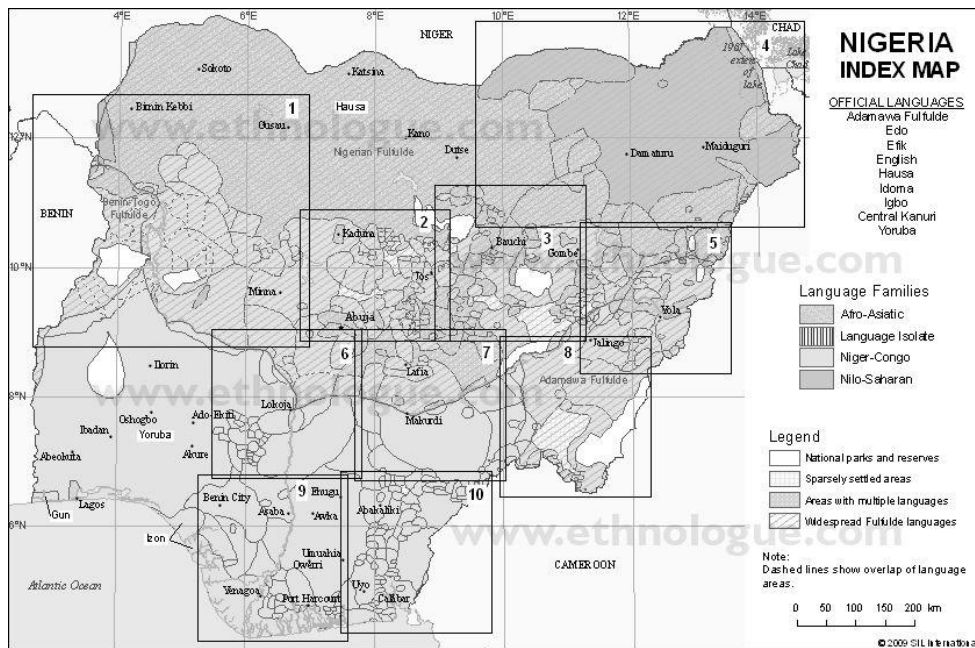 4°E
6°E
8°E
10°E
12°E
14°E
NIGER
CHAD
4
1981 extent of lake
Lake Chad
NIGERIA
INDEX MAP
OFFICIAL LANGUAGES
Adamawa Fulfulde
Edo
Efik
English
Hausa
Idoma
Igbo
Central Kanuri
Yoruba
Sokoto
Katsina
Birnin Kebbi
1
Hausa
Gusau
www.ethnologue.com
12°N
Kano
Nigerian Fulfulde
Dutse
Damaturu
Maiduguri
BENIN
Benin-Togo
Fulfulde
2
Kaduna
3
Bauchi
Gombe
5
10°N
Jos
www.ethnologue.com
Minna
Abuja
Yola
Language Families
Afro-Asiatic
Language Isolate
Niger-Congo
Nilo-Saharan
6
7
8
Jalingo
Ilorin
Lafia
Adamawa Fulfulde
8°N
www.ethnologue.com
Lokoja
Oshogbo
Ado-Ekiti
Makurdi
Ibadan
Yoruba
Abeokuta
Akure
Legend
National parks and reserves
Sparsely settled areas
Areas with multiple languages
Widespread Fulfulde languages
9
10
Benin City
Enugu
Abakaliki
Lagos
Asaba
Awka
Gun
6°N
www.ethnologue.com
Izon
Umuahia
Owerri
CAMEROON
Note:
Dashed lines show overlap of language
areas.
Atlantic Ocean
Yenagoa
Port Harcourt
Uyo
Calabar
0 50 100 150 200 km
© 2009 SIL International